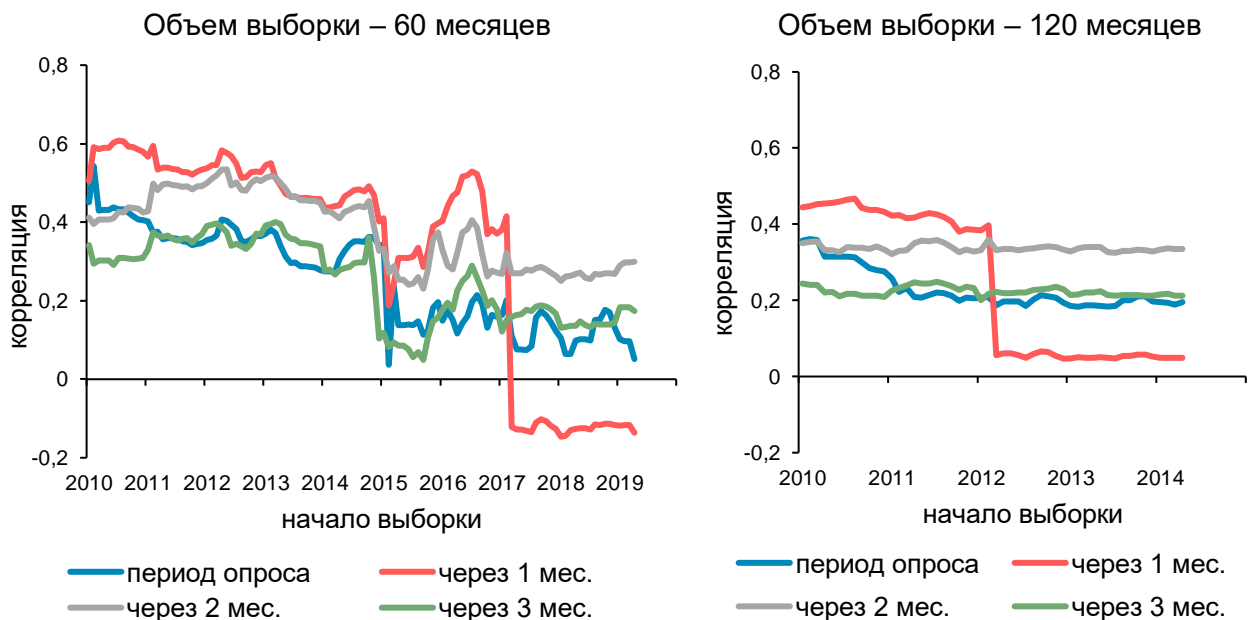 Объем выборки – 60 месяцев
0,8
0,6
0,4
0,2
0
-0,2
корреляция
2010 2011 2012 2013 2014 2015 2016 2017 2018 2019
начало выборки
период опроса
через 1 мес.
через 2 мес.
через 3 мес.
Объем выборки – 120 месяцев
0,8
0,6
0,4
0,2
0
-0,2
корреляция
2010 2011 2012 2013 2014
начало выборки
период опроса
через 1 мес.
через 2 мес.
через 3 мес.